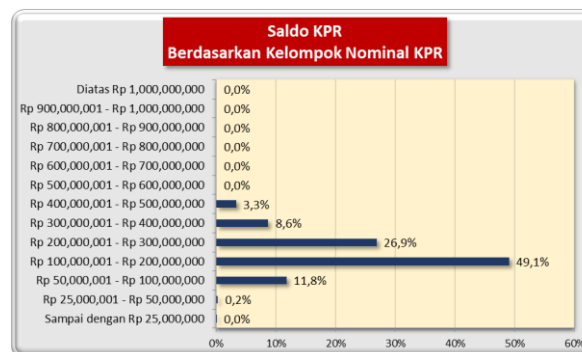 Saldo KPR
Berdasarkan Kelompok Nominal KPR
Diatas Rp 1,000,000,000 0,0%
Rp 900,000,001 - Rp 1,000,000,000 0,0%
Rp 800,000,001 - Rp 900,000,000 0,0%
Rp 700,000,001 - Rp 800,000,000 0,0%
Rp 600,000,001 - Rp 700,000,000 0,0%
Rp 500,000,001 - Rp 600,000,000 0,0%
Rp 400,000,001 - Rp 500,000,000 3,3%
Rp 300,000,001 - Rp 400,000,000 8,6%
Rp 200,000,001 - Rp 300,000,000 26,9%
Rp 100,000,001 - Rp 200,000,000 49,1%
Rp 50,000,001 - Rp 100,000,000 11,8%
Rp 25,000,001 - Rp 50,000,000 0,2%
Sampai dengan Rp 25,000,000 0,0%
0% 10% 20% 30% 40% 50% 60%